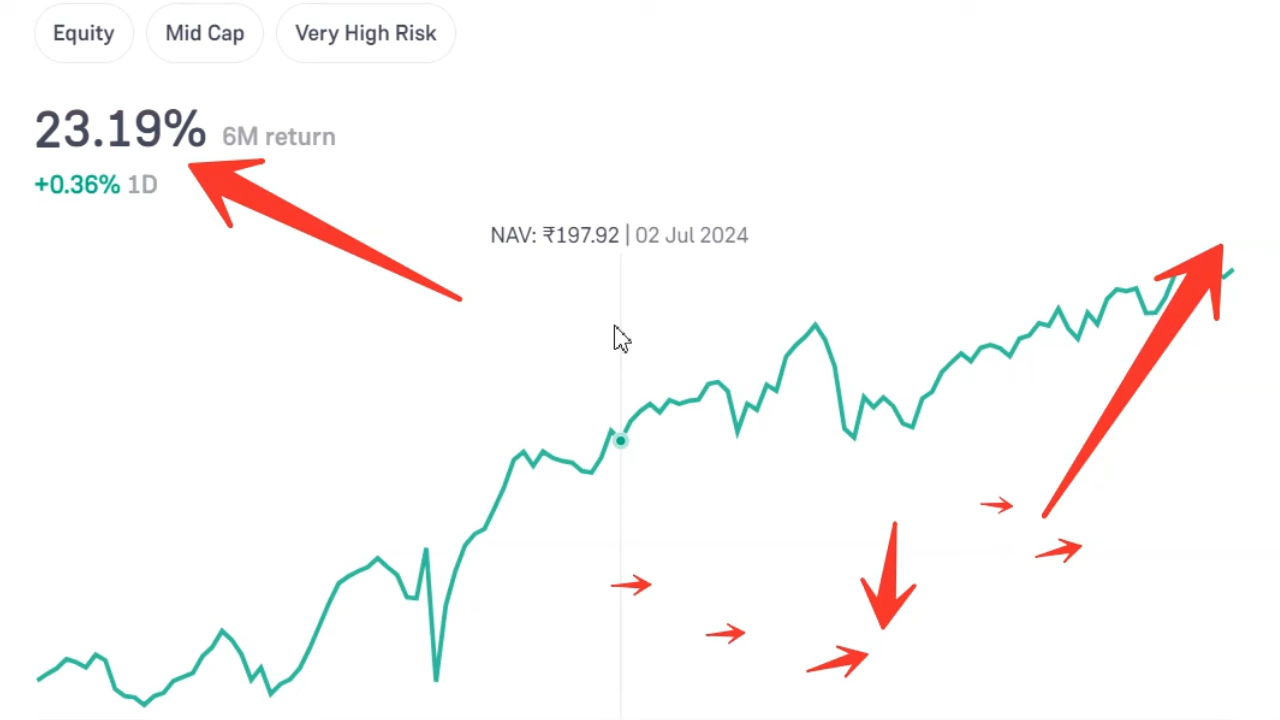 Equity Mid Cap Very High Risk
23.19% 6M return
+0.36% 1D
NAV: ₹197.92 | 02 Jul 2024